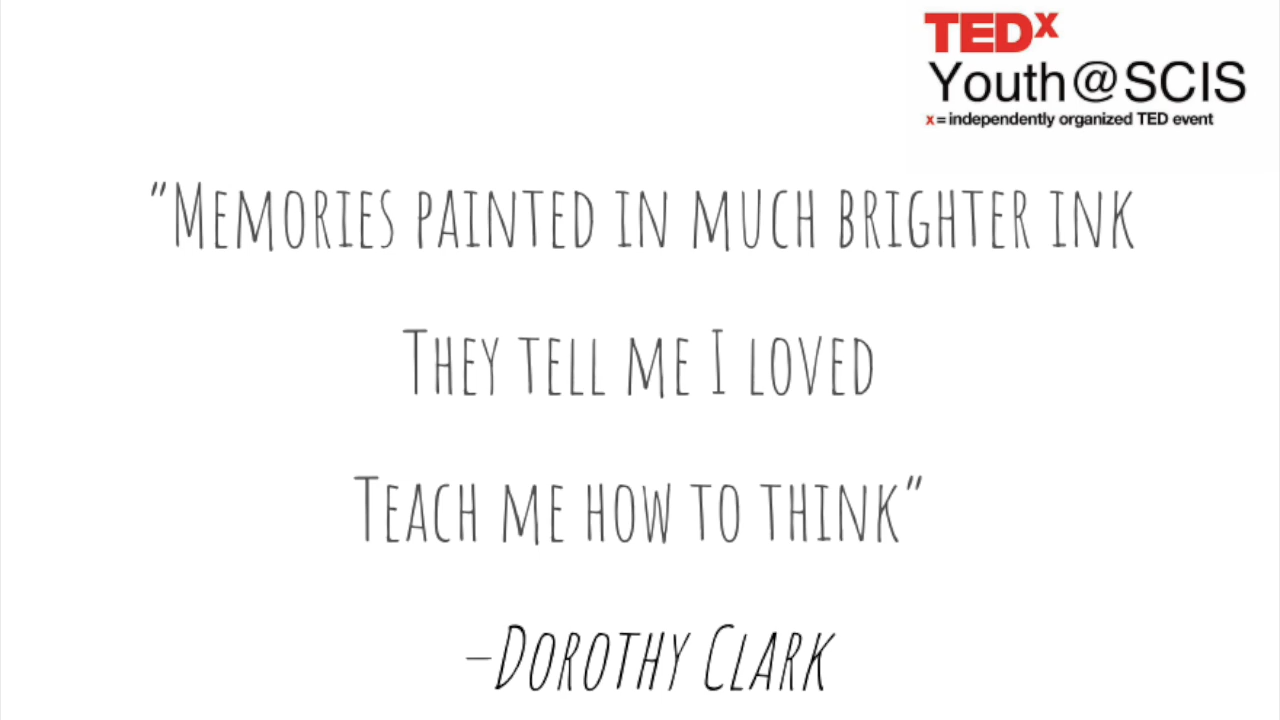 TEDx
Youth@SCIS
x = independently organized TED event
"Memories painted in much brighter ink
They tell me I loved
Teach me how to think"
–Dorothy Clark